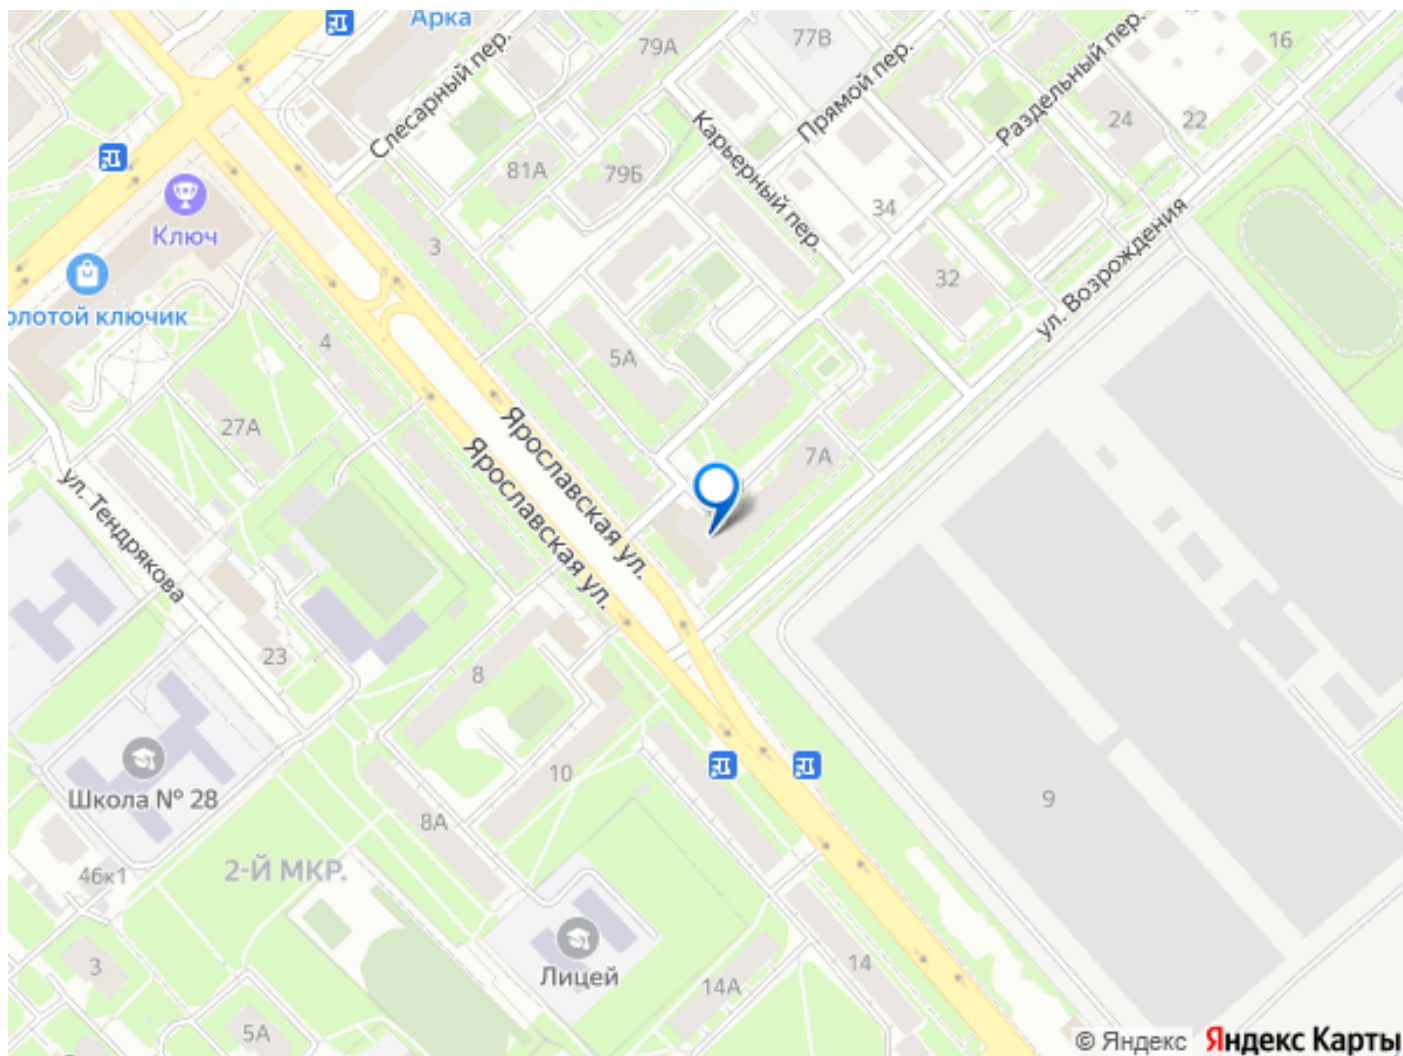 Арка
79А
77В
16
Слесарный пер.
Прямой пер.
Раздельный пер.
Карьерный пер.
24
22
81А
79Б
34
Ключ
3
32
ул. Возрождения
олотой ключик
4
5А
27А
7А
Ярославская ул.
Ярославская ул.
ул. Тендрякова
23
8
10
9
Школа № 28
8А
2-Й МКР.
46к1
Лицей
3
14
14А
5А
© Яндекс Яндекс Карты